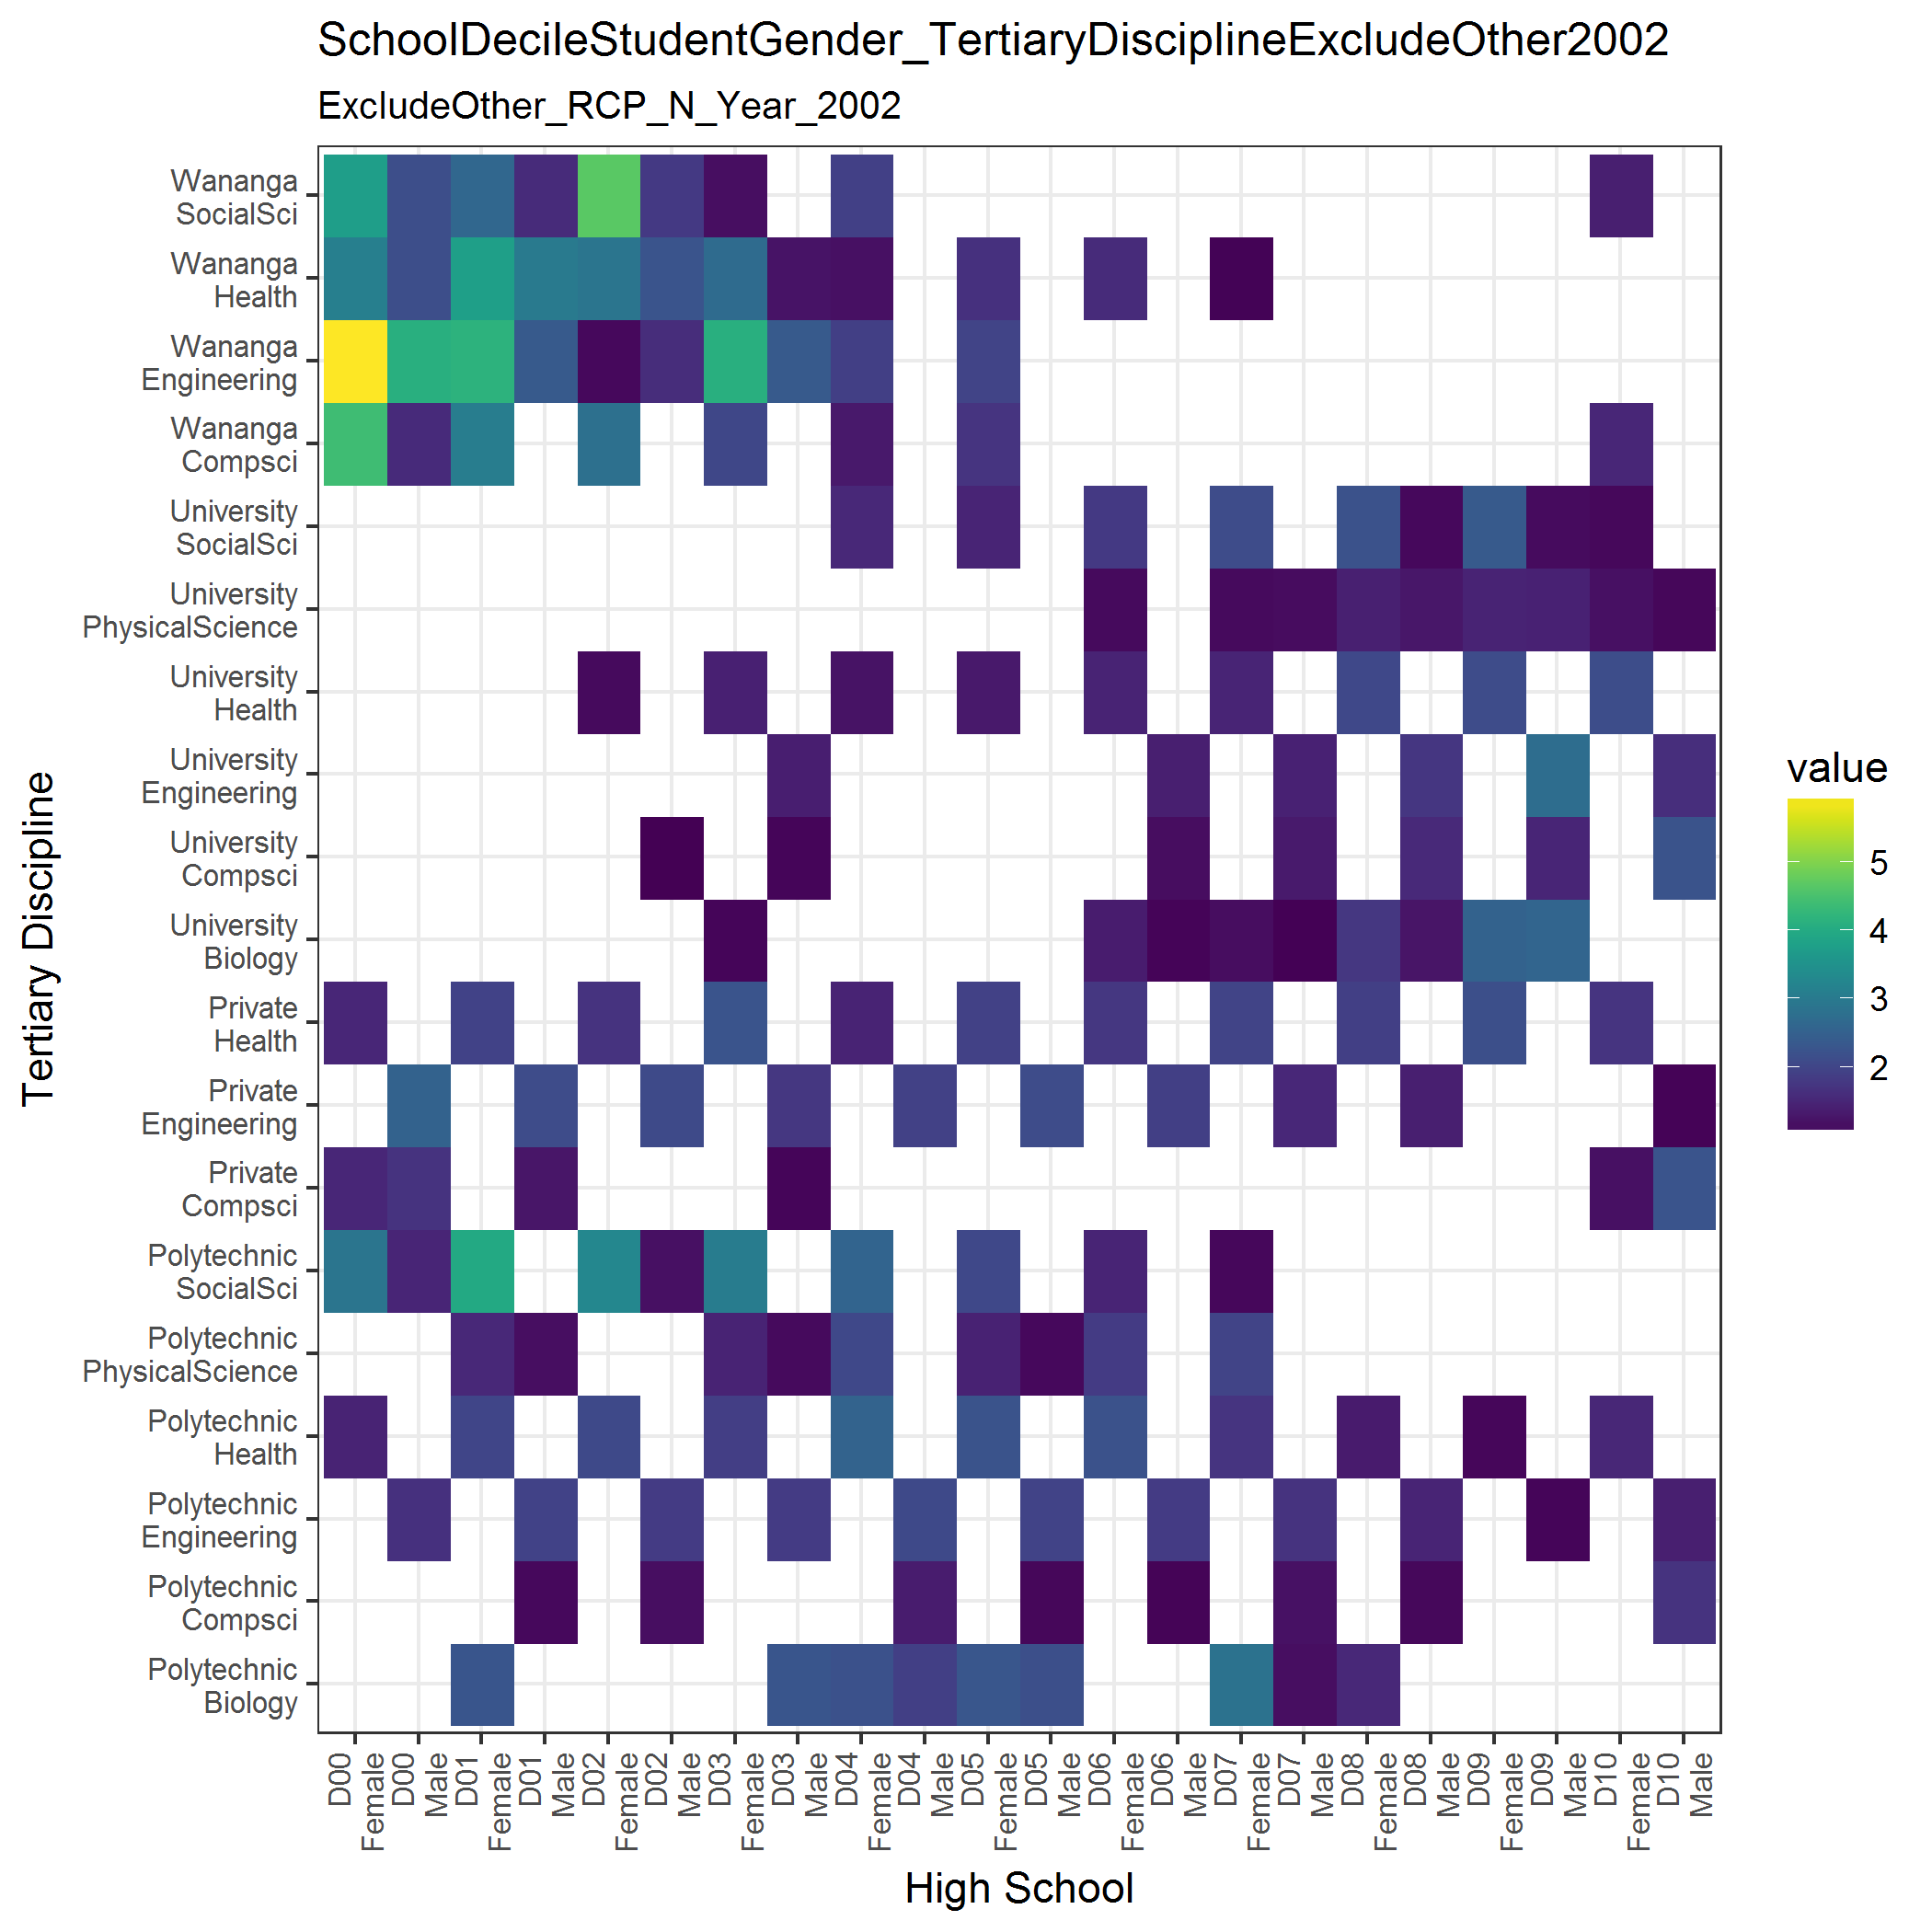 SchoolDecileStudentGender_TertiaryDisciplineExcludeOther2002
ExcludeOther_RCP_N_Year_2002
Tertiary Discipline
Wananga
SocialSci
Wananga
Health
Wananga
Engineering
Wananga
Compsci
University
SocialSci
University
PhysicalScience
University
Health
University
Engineering
University
Compsci
University
Biology
Private
Health
Private
Engineering
Private
Compsci
Polytechnic
SocialSci
Polytechnic
PhysicalScience
Polytechnic
Health
Polytechnic
Engineering
Polytechnic
Compsci
Polytechnic
Biology
D00
Female
D00
Male
D01
Female
D01
Male
D02
Female
D02
Male
D03
Female
D03
Male
D04
Female
D04
Male
D05
Female
D05
Male
D06
Female
D06
Male
D07
Female
D07
Male
D08
Female
D08
Male
D09
Female
D09
Male
D10
Female
D10
Male
High School
value
5
4
3
2